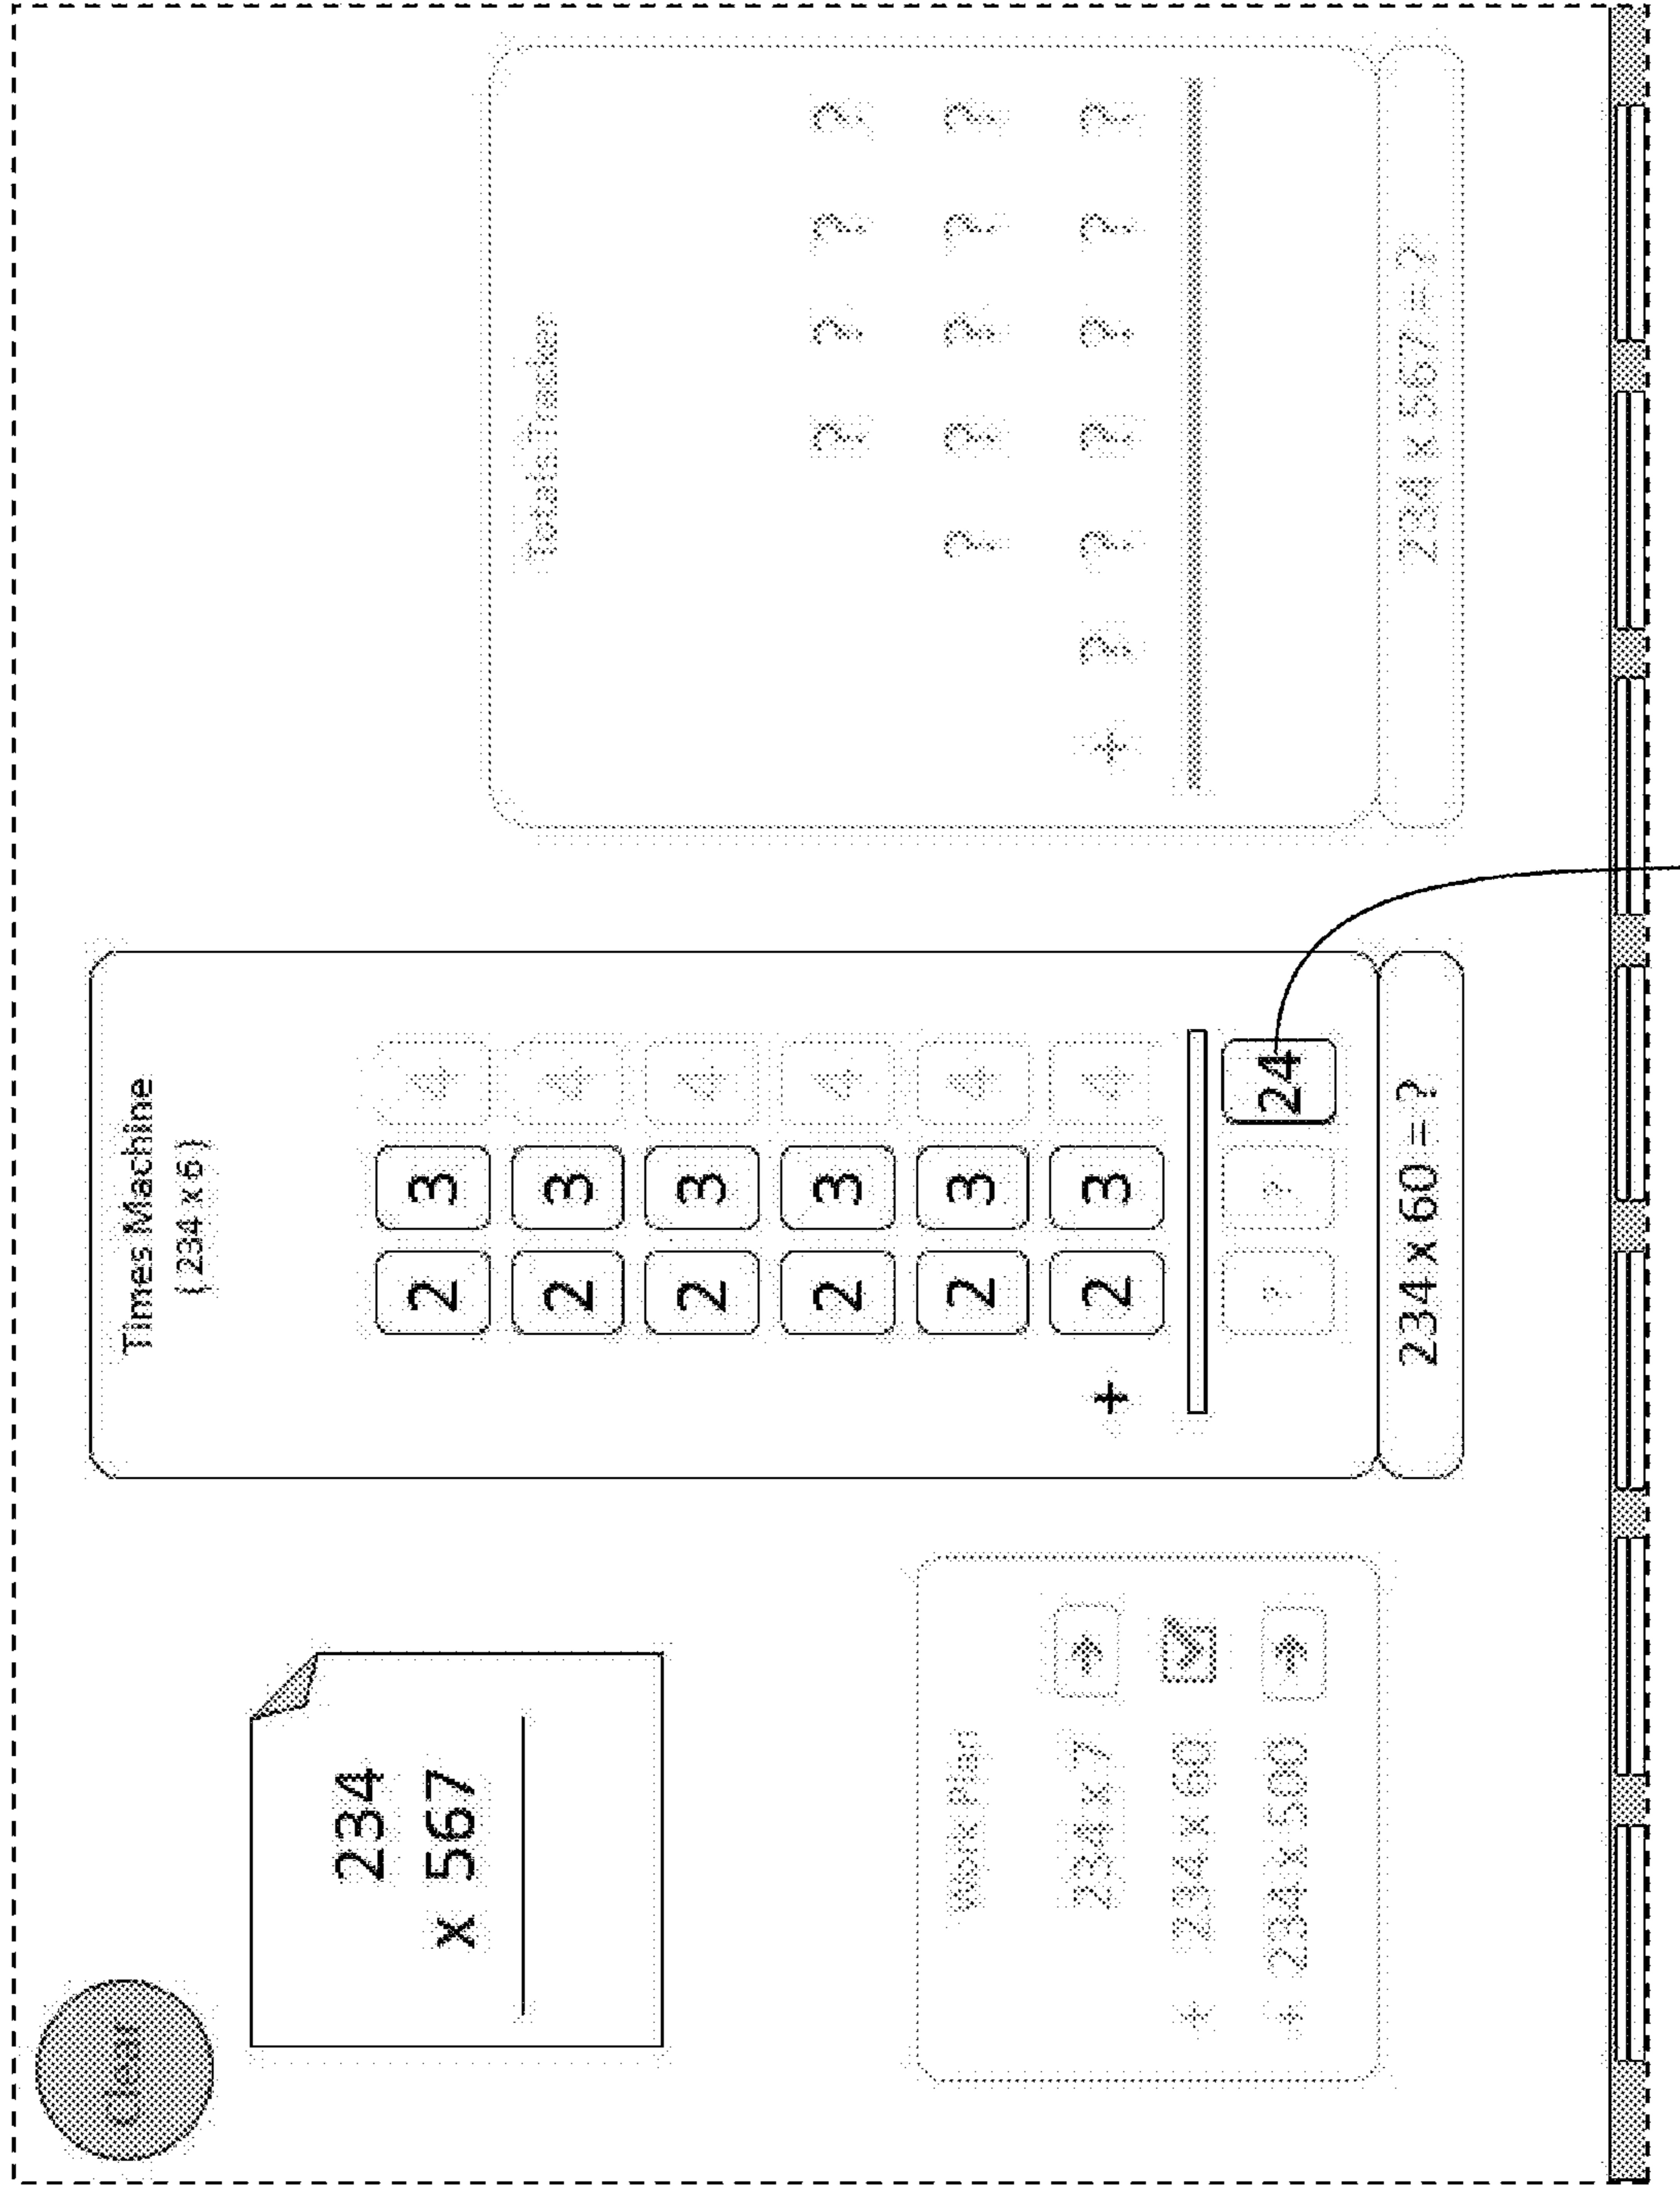 Clear
234
x 567
Work Plan
234 x 7
+ 234 x 60
+ 234 x 500
Times Machine
( 234 x 6 )
2 3 4
2 3 4
2 3 4
2 3 4
2 3 4
+ 2 3 4
? ? 24
234 x 60 = ?
Totals Tracker
? ? ? ?
? ? ? ? ?
+ ? ? ? ? ? ?
234 x 567 = ?